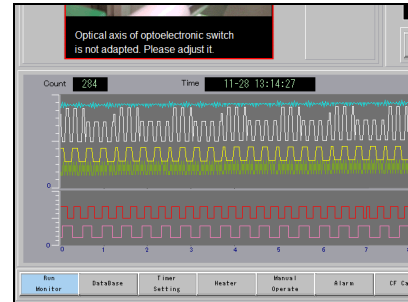 Optical axis of optoelectronic switch
is not adapted. Please adjust it.
Count 284 Time 11-28 13:14:27
0
0
0 1 2 3 4 5 6 7
Run Monitor
DataBase
Timer Setting
Heater
Manual Operate
Alarm
CF Ca